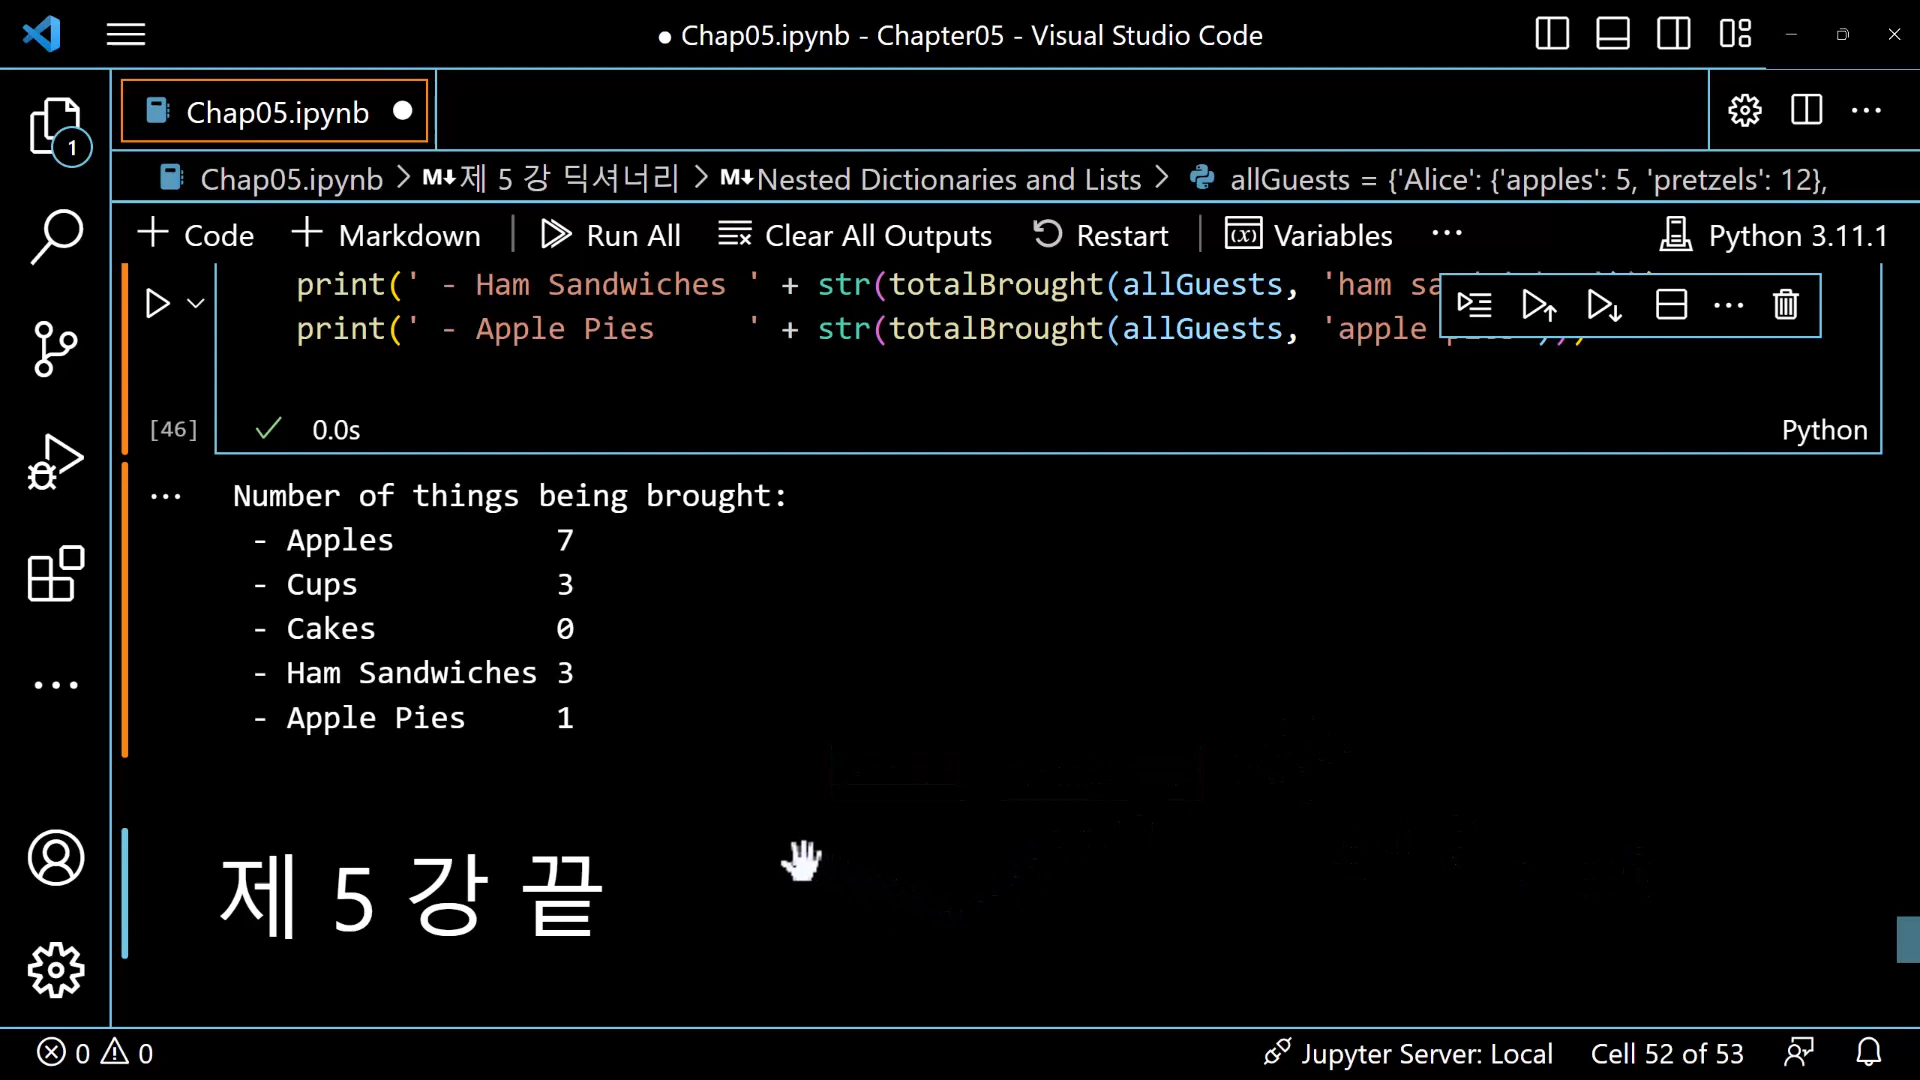 ● Chap05.ipynb - Chapter05 - Visual Studio Code
Chap05.ipynb ●
1
Chap05.ipynb > M↓제 5 강 딕셔너리 > M↓Nested Dictionaries and Lists > allGuests = {'Alice': {'apples': 5, 'pretzels': 12},
+ Code + Markdown | Run All Clear All Outputs Restart | Variables ··· Python 3.11.1
print(' - Ham Sandwiches ' + str(totalBrought(allGuests, 'ham sa
print(' - Apple Pies     ' + str(totalBrought(allGuests, 'apple
[46] ✓ 0.0s Python
Number of things being brought:
- Apples 7
- Cups 3
- Cakes 0
- Ham Sandwiches 3
- Apple Pies 1
제 5 강 끝
0 0 Jupyter Server: Local Cell 52 of 53